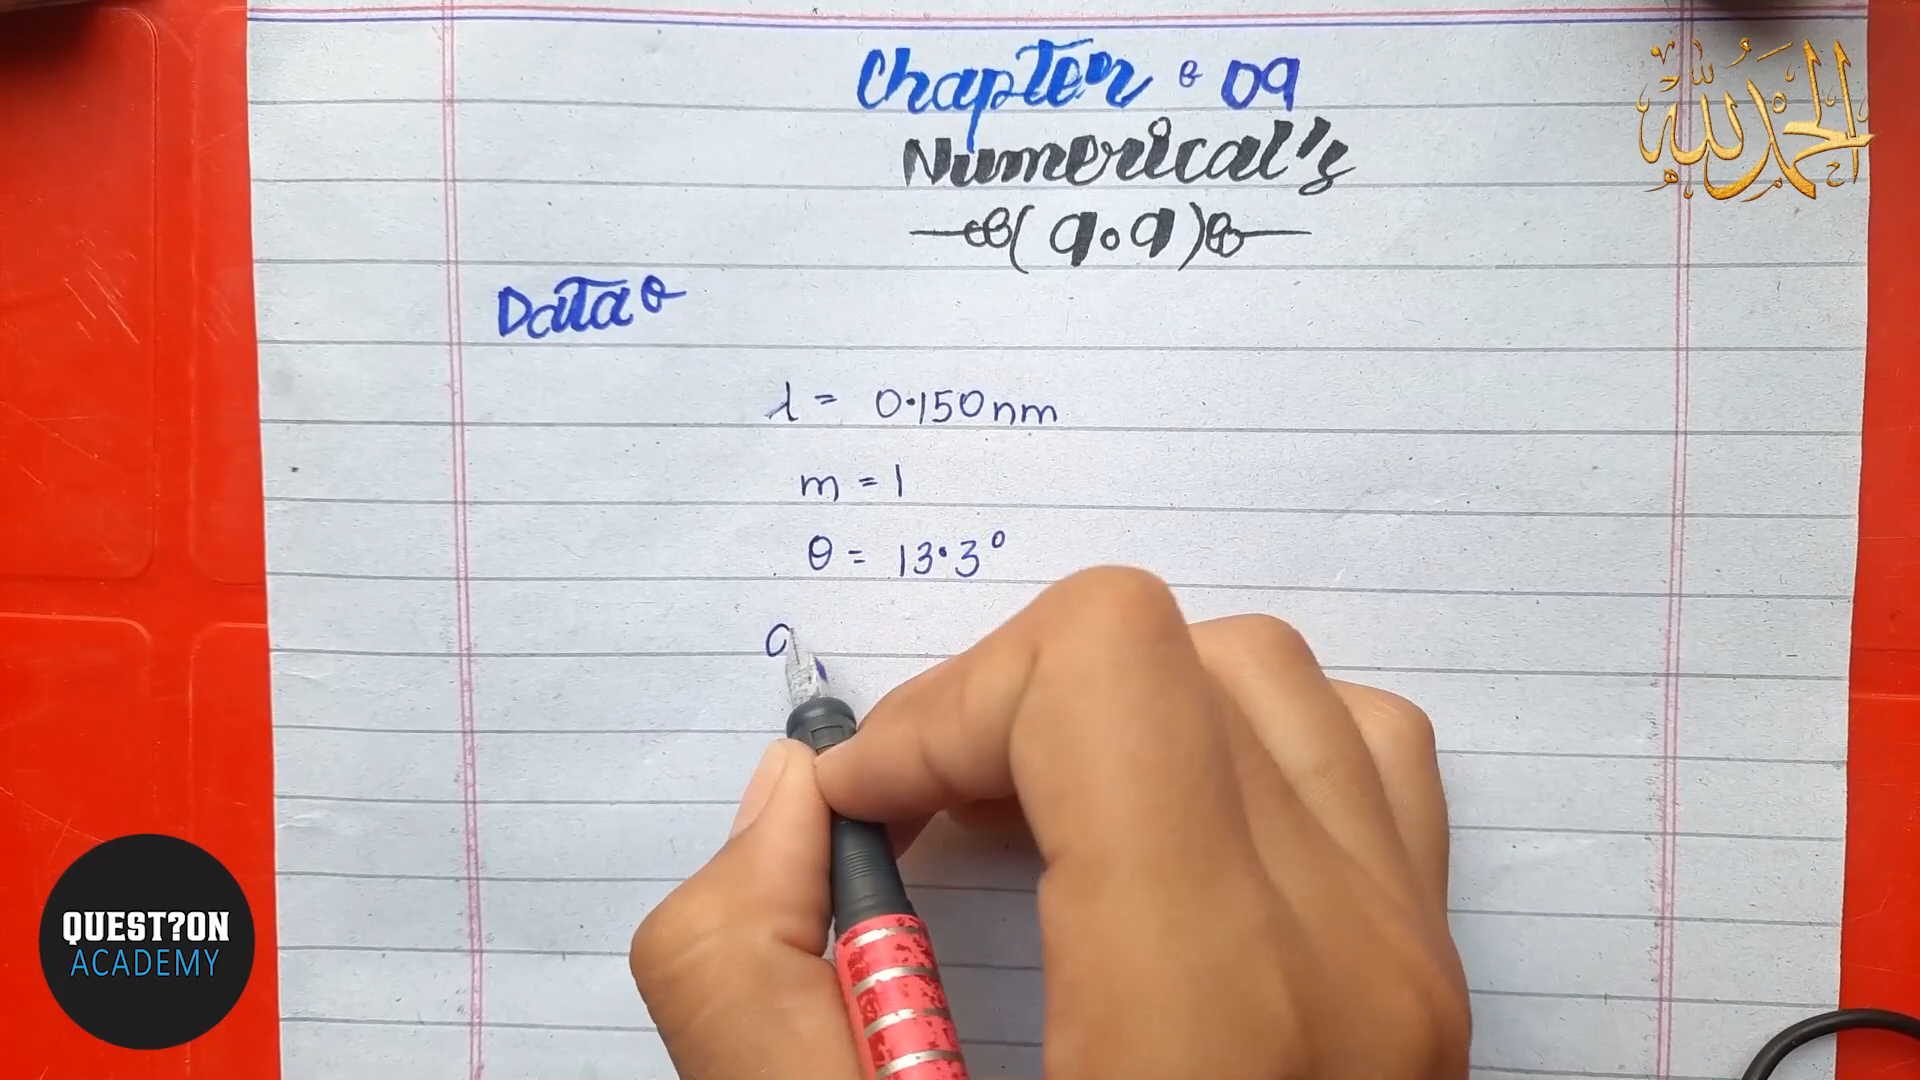 Chapter : 09
Numerical's
(9.9)
Data :
λ = 0.150nm
m = 1
θ = 13.3°
الحمد لله
QUEST?ON
ACADEMY